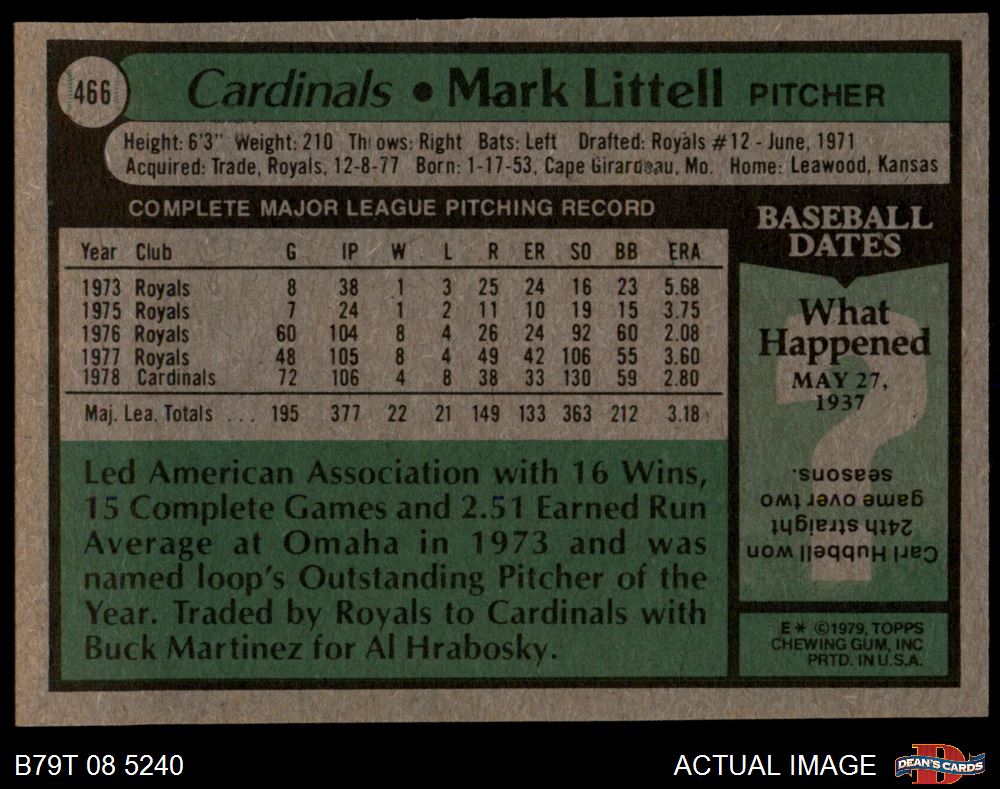 466
Cardinals • Mark Littell PITCHER
Height: 6'3" Weight: 210 Throws: Right Bats: Left Drafted: Royals #12 - June, 1971
Acquired: Trade, Royals, 12-8-77 Born: 1-17-53, Cape Girardeau, Mo. Home: Leawood, Kansas
COMPLETE MAJOR LEAGUE PITCHING RECORD
Year Club G IP W L R ER SO BB ERA
1973 Royals 8 38 1 3 25 24 16 23 5.68
1975 Royals 7 24 1 2 11 10 19 15 3.75
1976 Royals 60 104 8 4 26 24 92 60 2.08
1977 Royals 48 105 8 4 49 42 106 55 3.60
1978 Cardinals 72 106 4 8 38 33 130 59 2.80
Maj. Lea. Totals ... 195 377 22 21 149 133 363 212 3.18
Led American Association with 16 Wins,
15 Complete Games and 2.51 Earned Run
Average at Omaha in 1973 and was
named loop's Outstanding Pitcher of the
Year. Traded by Royals to Cardinals with
Buck Martinez for Al Hrabosky.
BASEBALL
DATES
What
Happened
MAY 27,
1937
?
Carl Hubbell won
24th straight
game over two
seasons.
E* ©1979, TOPPS
CHEWING GUM, INC
PRTD. IN U.S.A.
B79T 08 5240
ACTUAL IMAGE
D
DEAN'S CARDS